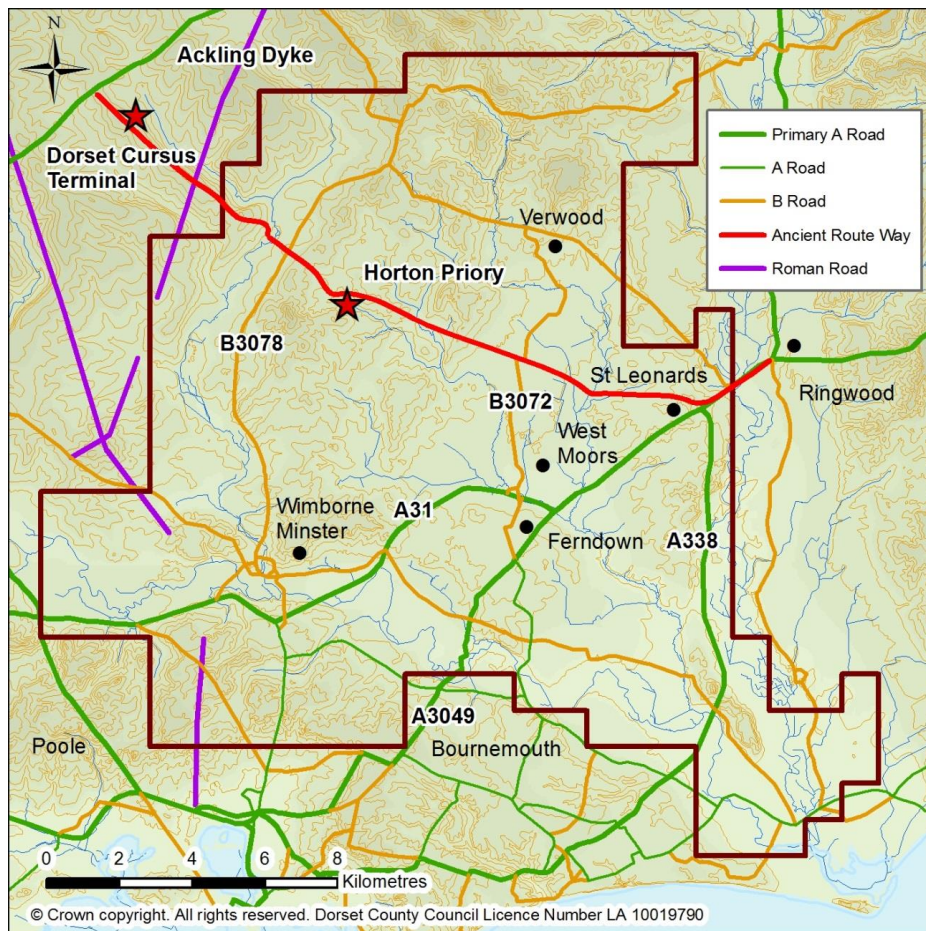 N
Ackling Dyke
Dorset Cursus
Terminal
Primary A Road
A Road
B Road
Ancient Route Way
Roman Road
Verwood
Horton Priory
B3078
St Leonards
Ringwood
B3072
West
Moors
Wimborne
Minster
A31
Ferndown
A338
A3049
Poole
Bournemouth
0 2 4 6 8
Kilometres
© Crown copyright. All rights reserved. Dorset County Council Licence Number LA 10019790